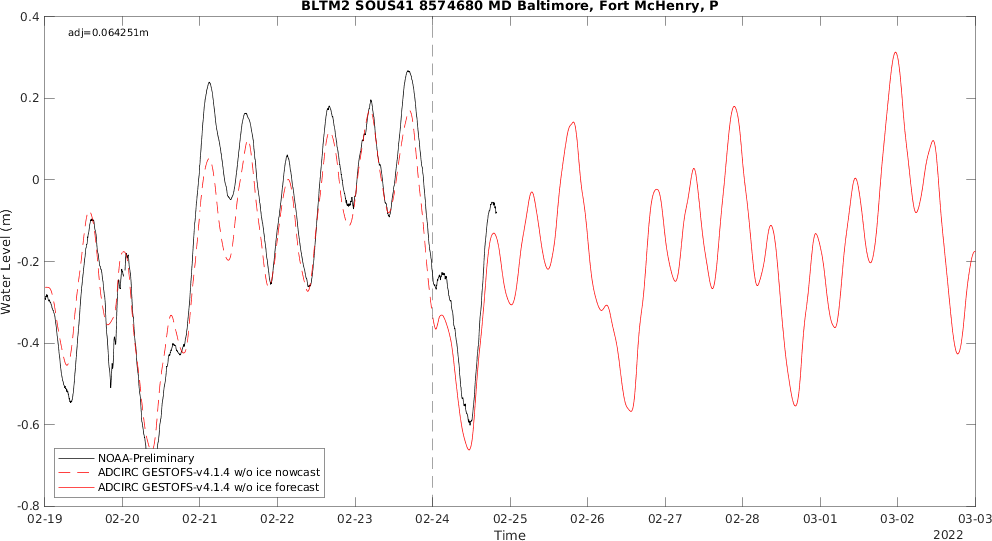 BLTM2 SOUS41 8574680 MD Baltimore, Fort McHenry, P
adj=0.064251m
0.4
0.2
0
-0.2
-0.4
-0.6
-0.8
Water Level (m)
NOAA-Preliminary
ADCIRC GESTOFS-v4.1.4 w/o ice nowcast
ADCIRC GESTOFS-v4.1.4 w/o ice forecast
02-19 02-20 02-21 02-22 02-23 02-24 02-25 02-26 02-27 02-28 03-01 03-02 03-03
Time
2022